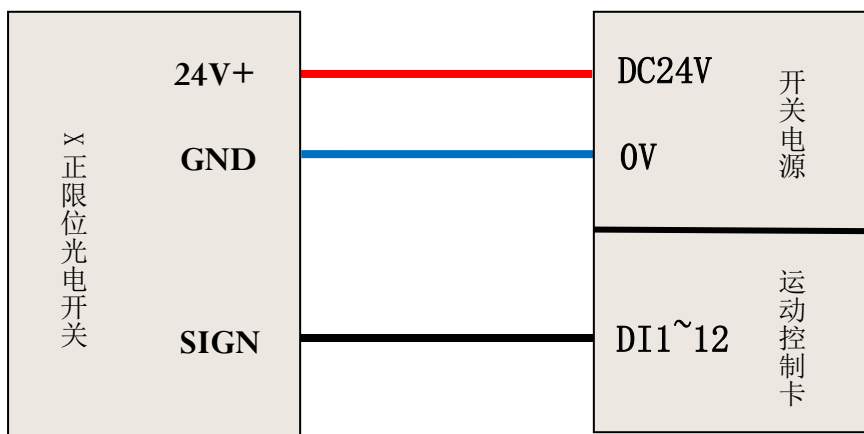 X正限位光电开关
24V+
GND
SIGN
DC24V
0V
开关电源
DI1~12
运动控制卡